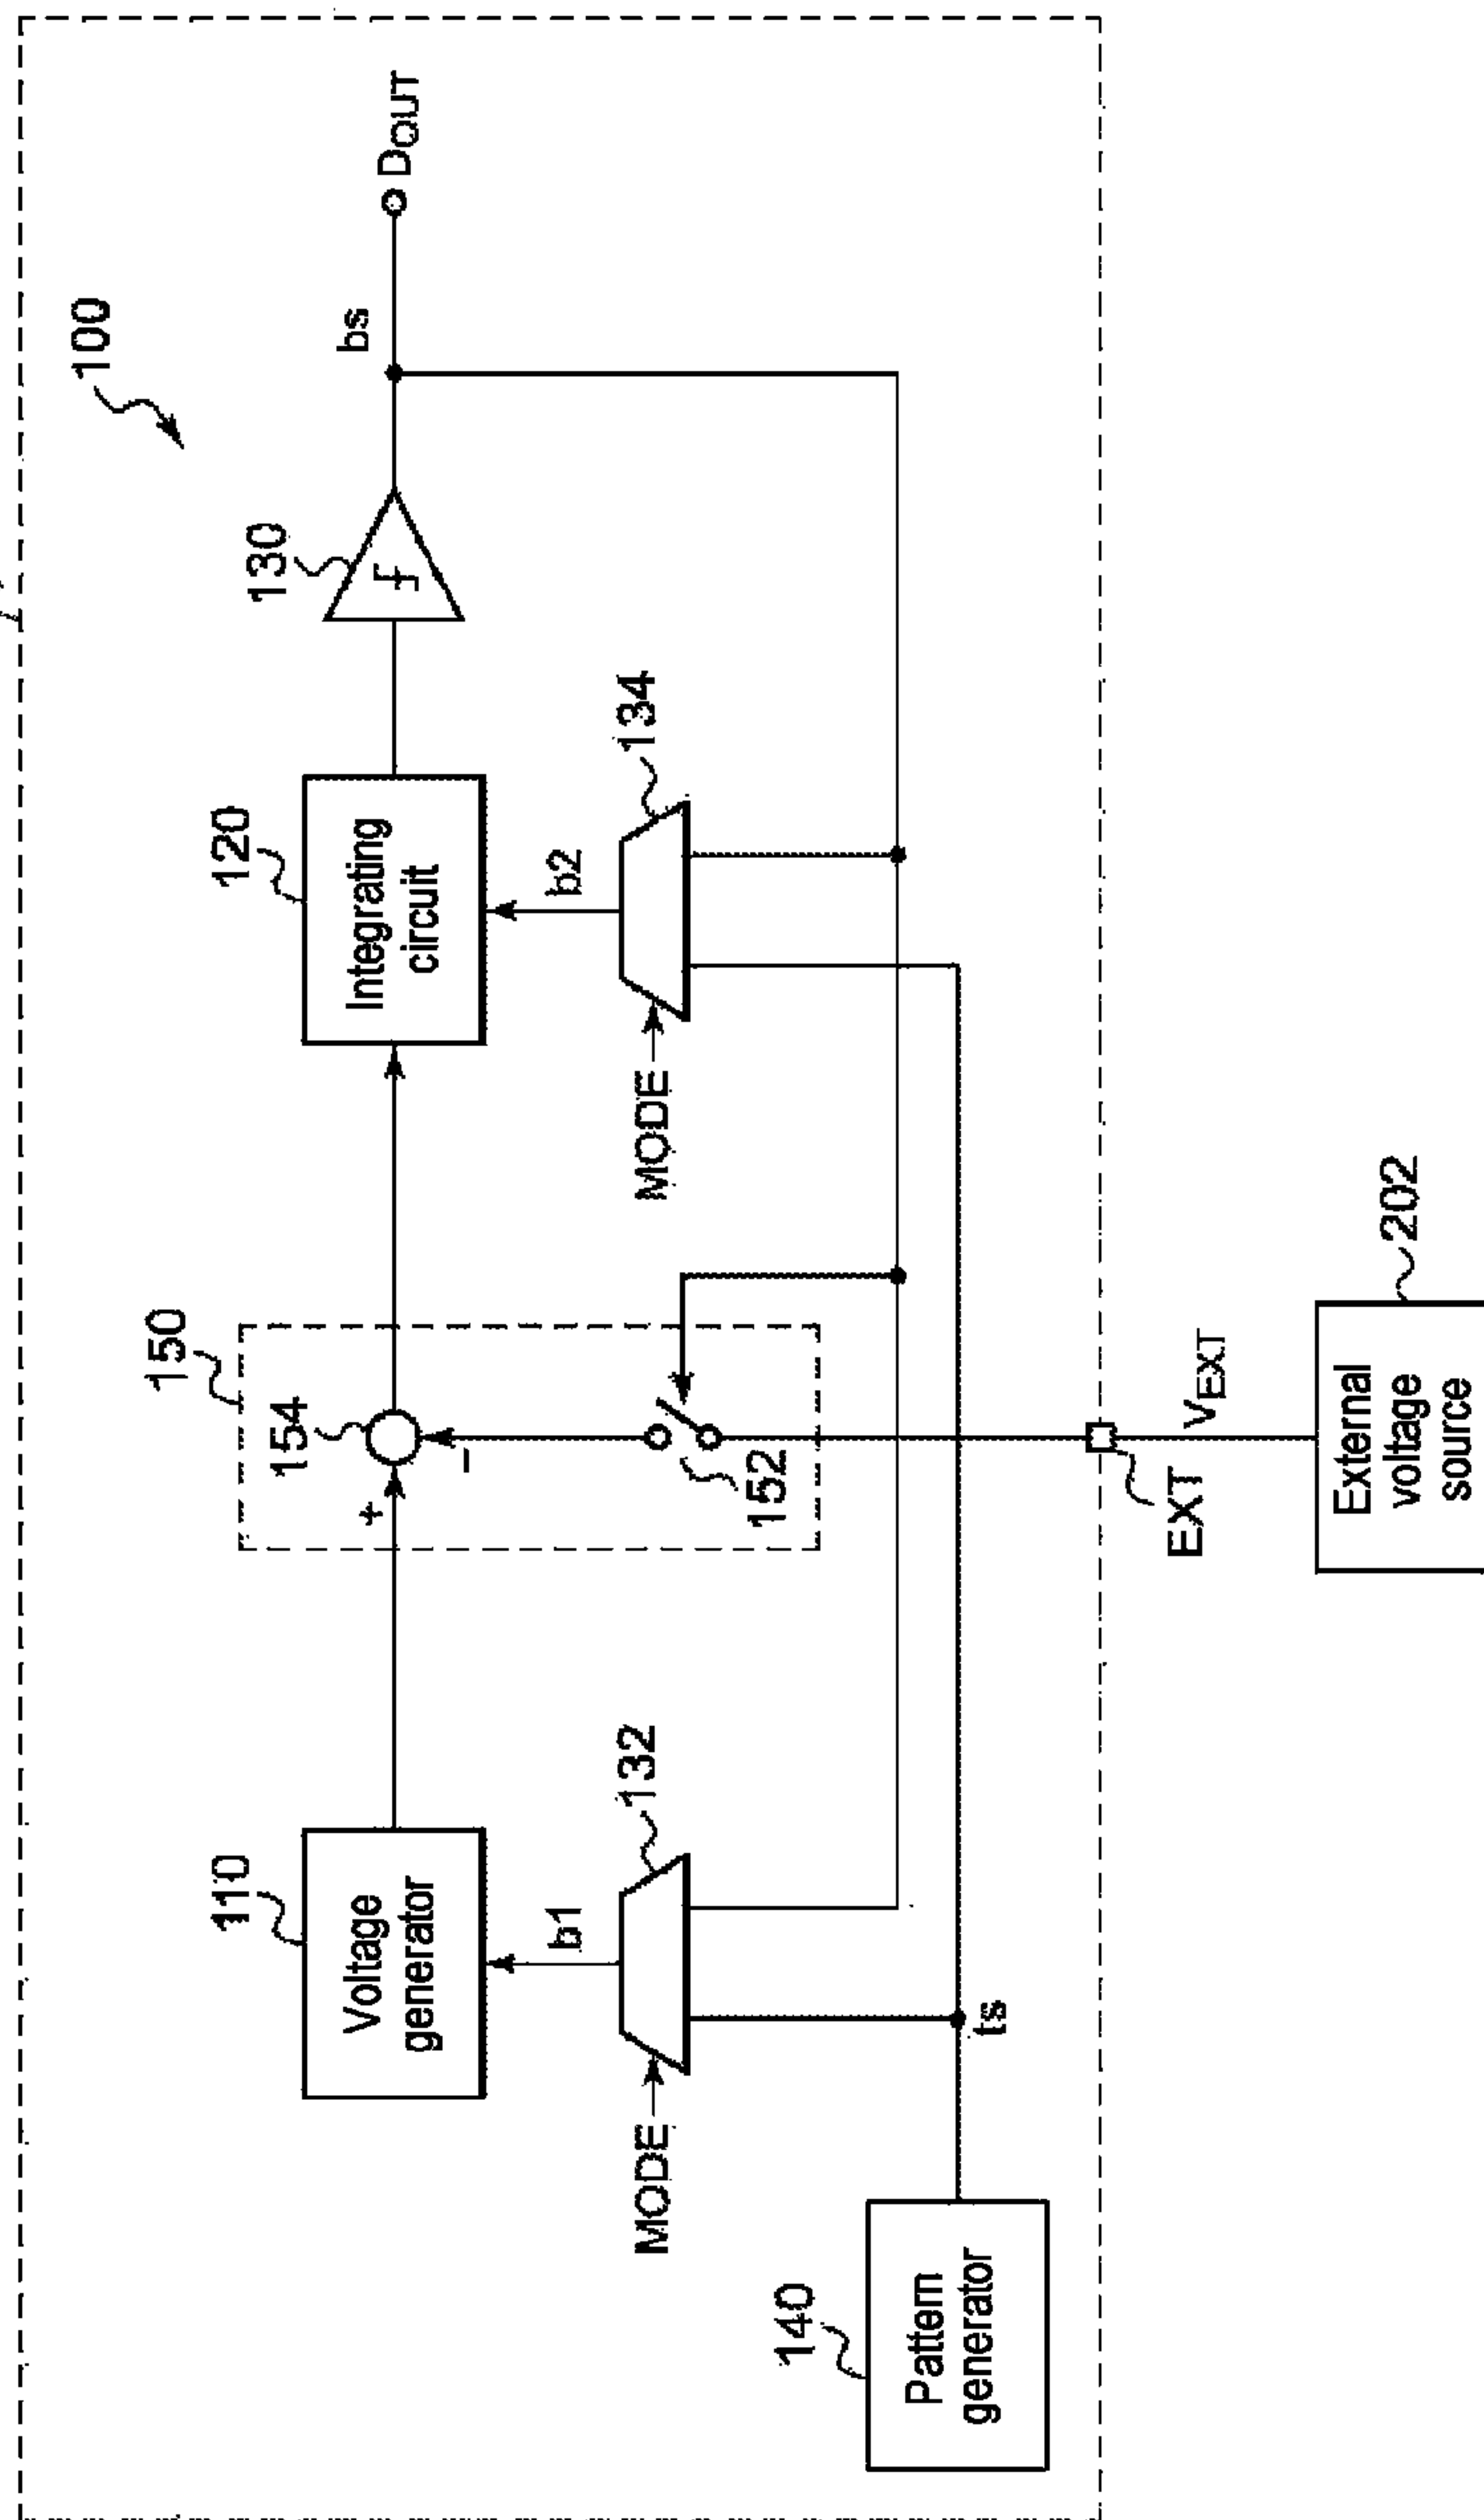 100
110
Voltage
generator
150
154
+
−
152
120
Integrating
circuit
130
bs
DOUT
b1
132
MODE
b2
134
MODE
140
Pattern
generator
ts
EXT
VEXT
External
voltage
source
202